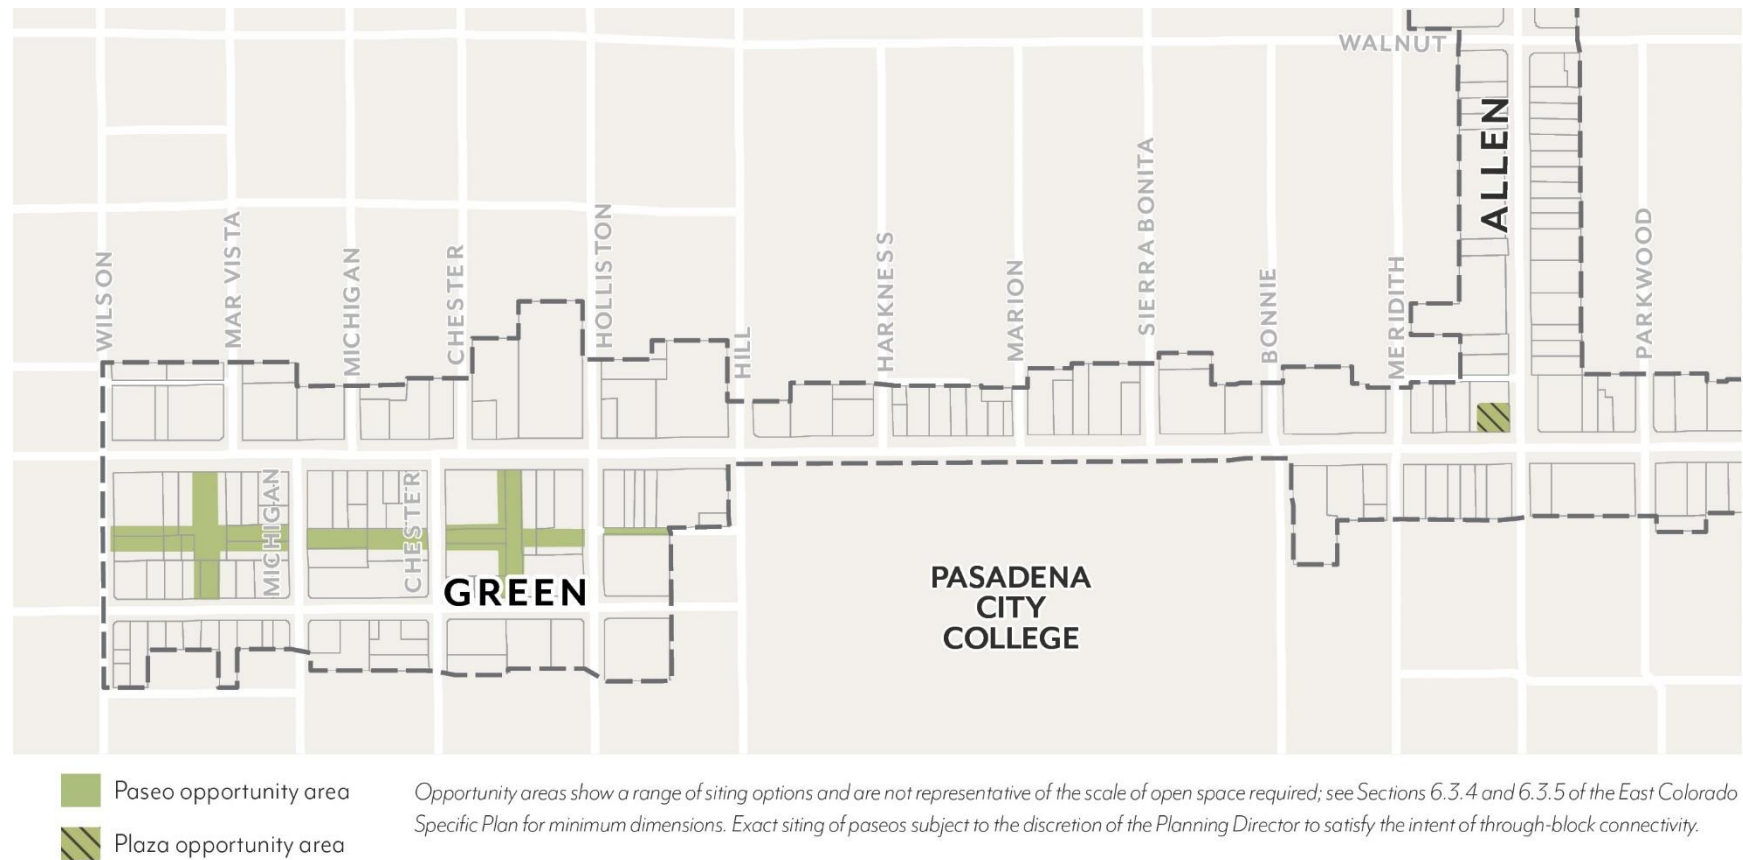 WALNUT
ALLEN
WILSON
MAR VISTA
MICHIGAN
CHESTER
HOLLISTON
HILL
HARKNESS
MARION
SIERRA BONITA
BONNIE
MERIDITH
PARKWOOD
MICHIGAN
CHESTER
GREEN
PASADENA
CITY
COLLEGE
Paseo opportunity area
Plaza opportunity area
Opportunity areas show a range of siting options and are not representative of the scale of open space required; see Sections 6.3.4 and 6.3.5 of the East Colorado
Specific Plan for minimum dimensions. Exact siting of paseos subject to the discretion of the Planning Director to satisfy the intent of through-block connectivity.